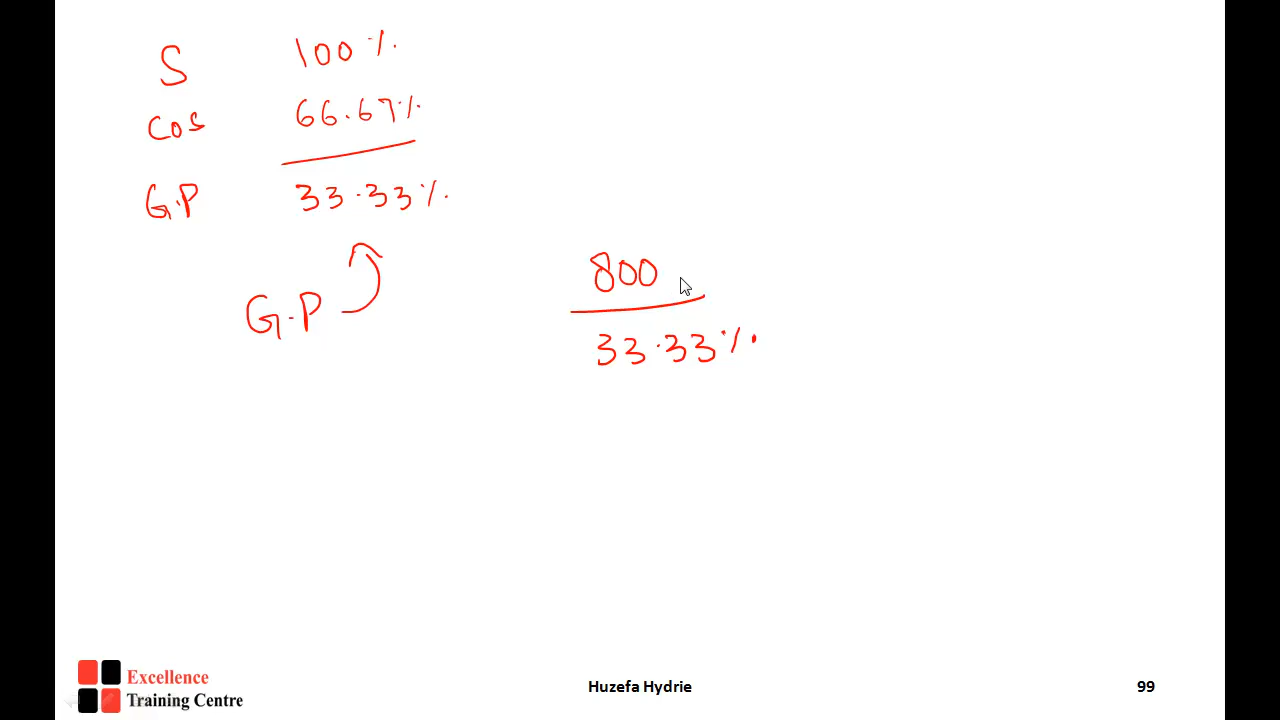 S 100%
COS 66.67%
G.P 33.33%
800
G.P
33.33%
Excellence
Training Centre
Huzefa Hydrie
99